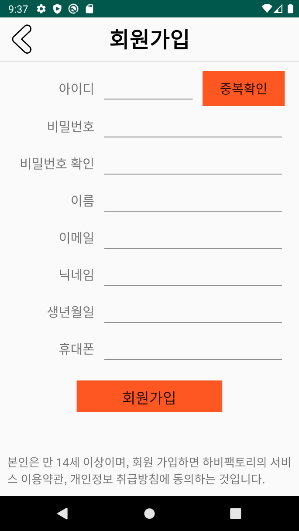 9:37
회원가입
아이디
중복확인
비밀번호
비밀번호 확인
이름
이메일
닉네임
생년월일
휴대폰
회원가입
본인은 만 14세 이상이며, 회원 가입하면 하비팩토리의 서비
스 이용약관, 개인정보 취급방침에 동의하는 것입니다.